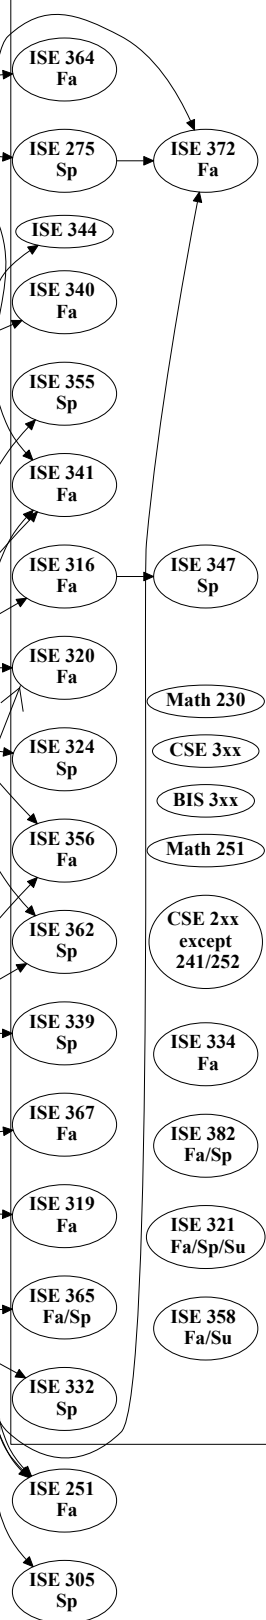 ISE 364
Fa
ISE 275
Sp
ISE 372
Fa
ISE 344
ISE 340
Fa
ISE 355
Sp
ISE 341
Fa
ISE 316
Fa
ISE 347
Sp
ISE 320
Fa
Math 230
ISE 324
Sp
CSE 3xx
BIS 3xx
ISE 356
Fa
Math 251
ISE 362
Sp
CSE 2xx
except
241/252
ISE 339
Sp
ISE 334
Fa
ISE 367
Fa
ISE 382
Fa/Sp
ISE 319
Fa
ISE 321
Fa/Sp/Su
ISE 365
Fa/Sp
ISE 358
Fa/Su
ISE 332
Sp
ISE 251
Fa
ISE 305
Sp